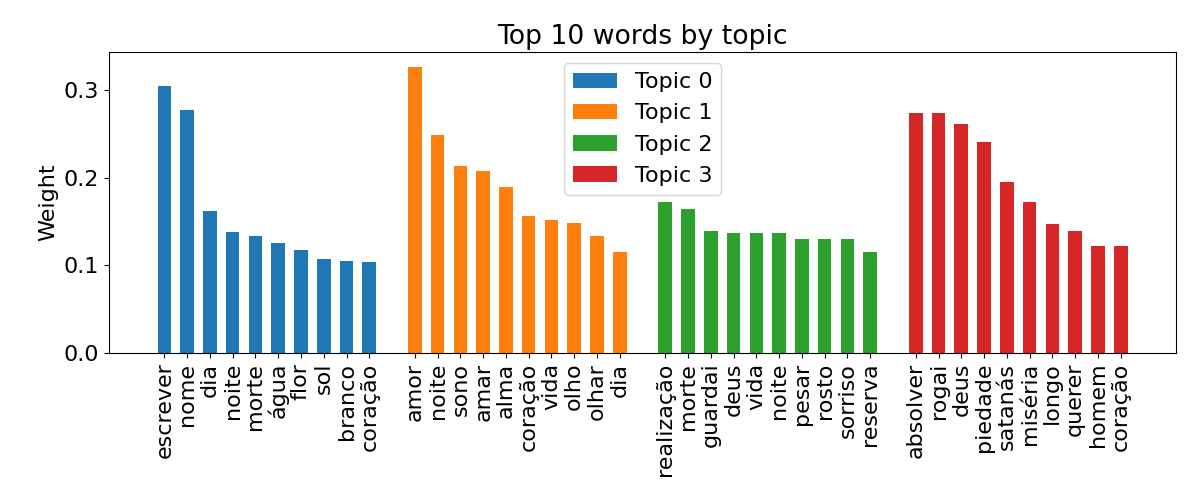 Top 10 words by topic
Weight
0.3
0.2
0.1
0.0
Topic 0
Topic 1
Topic 2
Topic 3
escrever
nome
dia
noite
morte
água
flor
sol
branco
coração
amor
noite
sono
amar
alma
coração
vida
olho
olhar
dia
realização
morte
guardai
deus
vida
noite
pesar
rosto
sorriso
reserva
absolver
rogai
deus
piedade
satanás
miséria
longo
querer
homem
coração